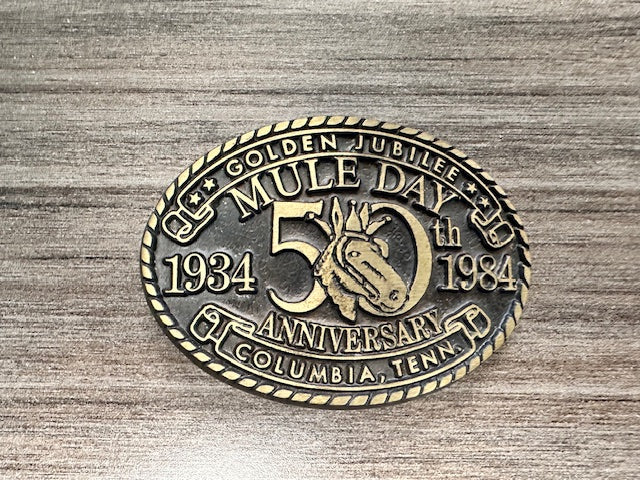 GOLDEN JUBILEE
MULE DAY
50th
1934 1984
ANNIVERSARY
COLUMBIA, TENN.